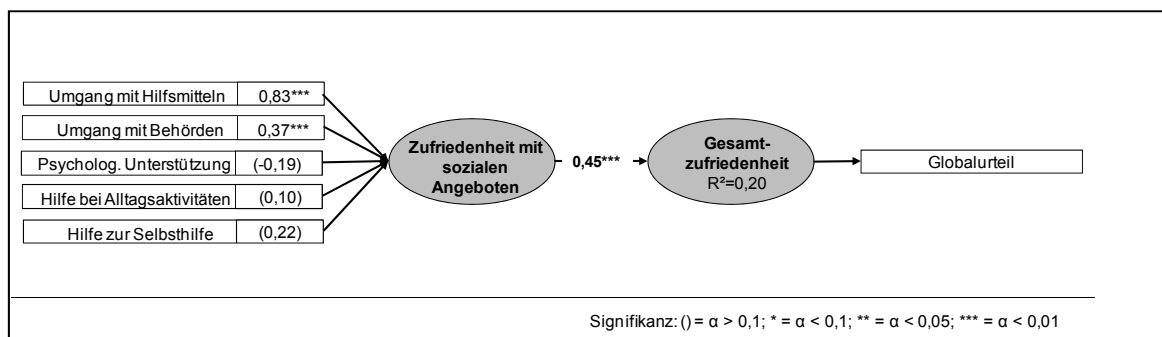 Umgang mit Hilfsmitteln 0,83***
Umgang mit Behörden 0,37***
Psycholog. Unterstützung (-0,19)
Hilfe bei Alltagsaktivitäten (0,10)
Hilfe zur Selbsthilfe (0,22)
Zufriedenheit mit
sozialen
Angeboten
0,45***
Gesamt-
zufriedenheit
R²=0,20
Globalurteil
Signifikanz: () = α > 0,1; * = α < 0,1; ** = α < 0,05; *** = α < 0,01